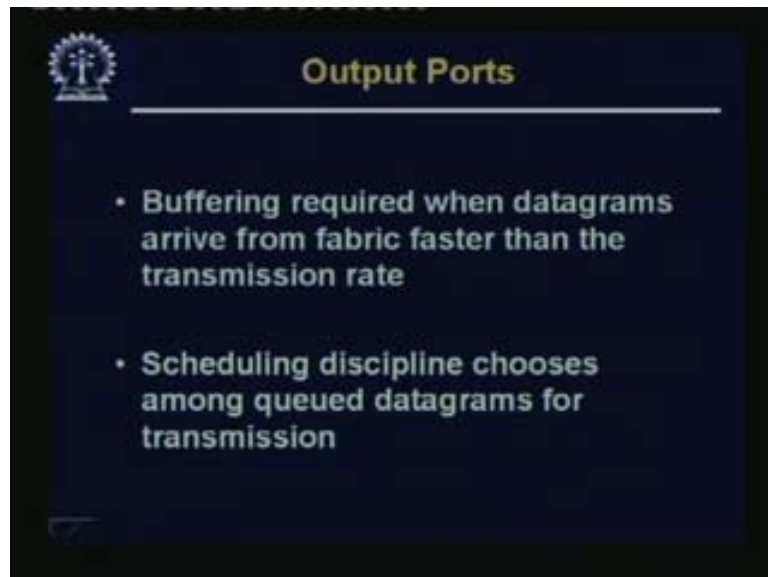 Output Ports
• Buffering required when datagrams
arrive from fabric faster than the
transmission rate
• Scheduling discipline chooses
among queued datagrams for
transmission